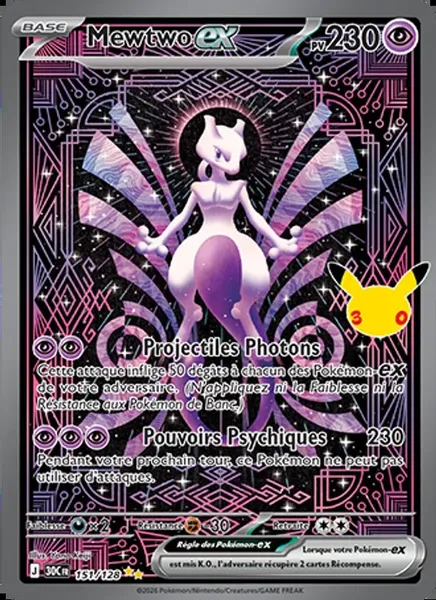 BASE Mewtwo ex PV 230
30
Projectiles Photons
Cette attaque inflige 50 dégâts à chacun des Pokémon-ex
de votre adversaire. (N'appliquez ni la Faiblesse ni la
Résistance aux Pokémon de Banc.)
Pouvoirs Psychiques 230
Pendant votre prochain tour, ce Pokémon ne peut pas
utiliser d'attaques.
Faiblesse ×2 Résistance -30 Retraite
Illus.
J 30C FR 151/128
Règle des Pokémon-ex Lorsque votre Pokémon-ex
est mis K.O., l'adversaire récupère 2 cartes Récompense.
©2026 Pokémon/Nintendo/Creatures/GAME FREAK